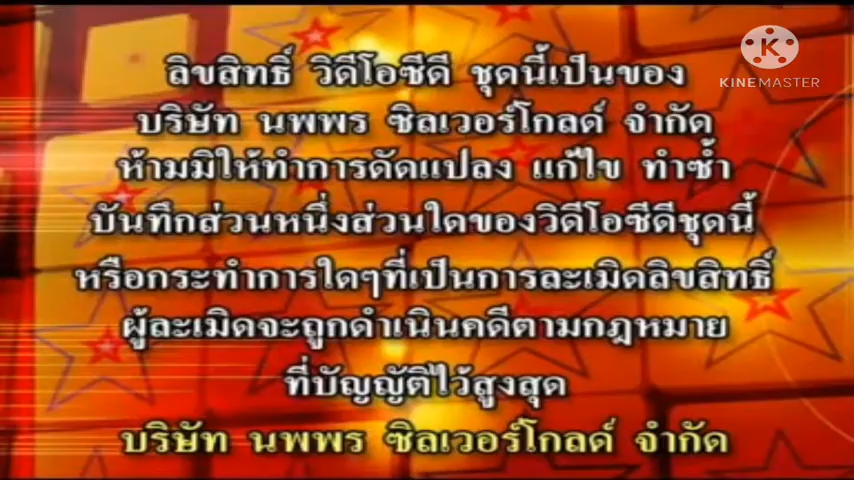 KINEMASTER
ลิขสิทธิ์ วิดีโอซีดี ชุดนี้เป็นของ
บริษัท นพพร ซิลเวอร์โกลด์ จำกัด
ห้ามมิให้ทำการดัดแปลง แก้ไข ทำซ้ำ
บันทึกส่วนหนึ่งส่วนใดของวิดีโอซีดีชุดนี้
หรือกระทำการใดๆที่เป็นการละเมิดลิขสิทธิ์
ผู้ละเมิดจะถูกดำเนินคดีตามกฎหมาย
ที่บัญญัติไว้สูงสุด
บริษัท นพพร ซิลเวอร์โกลด์ จำกัด